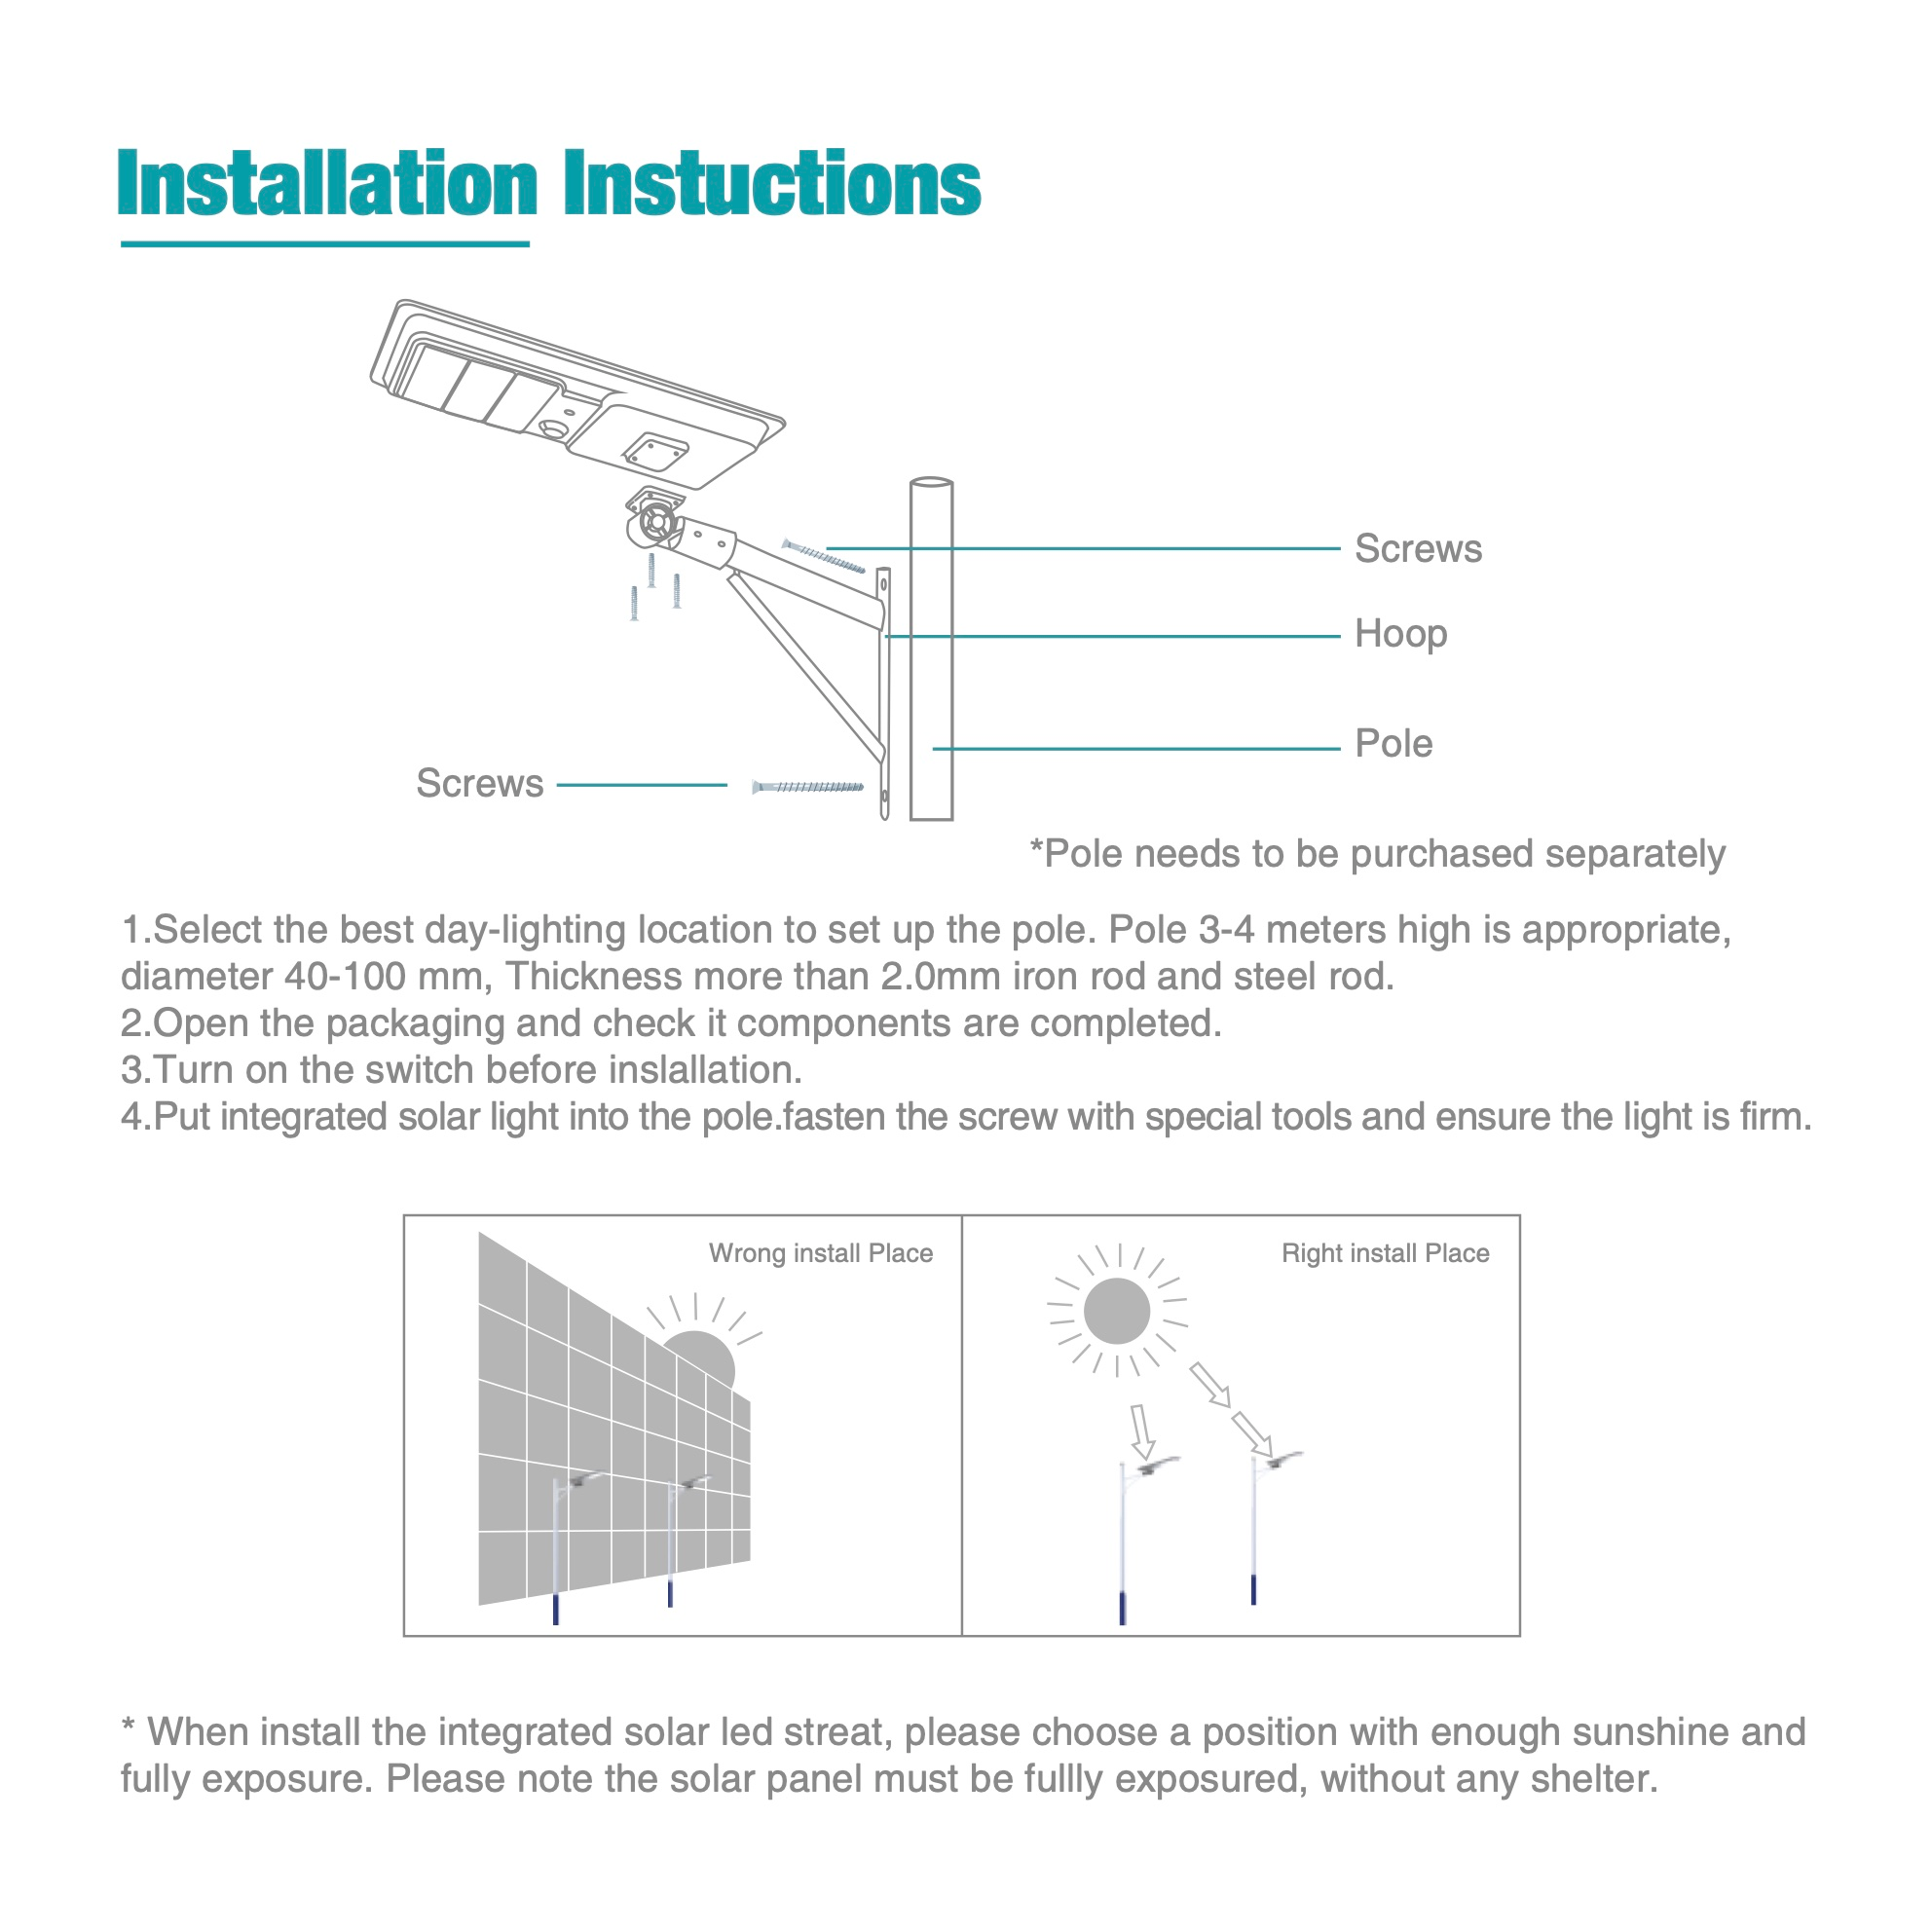 Installation Instuctions
Screws
Hoop
Pole
Screws
*Pole needs to be purchased separately
1.Select the best day-lighting location to set up the pole. Pole 3-4 meters high is appropriate,
diameter 40-100 mm, Thickness more than 2.0mm iron rod and steel rod.
2.Open the packaging and check it components are completed.
3.Turn on the switch before inslallation.
4.Put integrated solar light into the pole.fasten the screw with special tools and ensure the light is firm.
Wrong install Place
Right install Place
* When install the integrated solar led streat, please choose a position with enough sunshine and
fully exposure. Please note the solar panel must be fullly exposured, without any shelter.